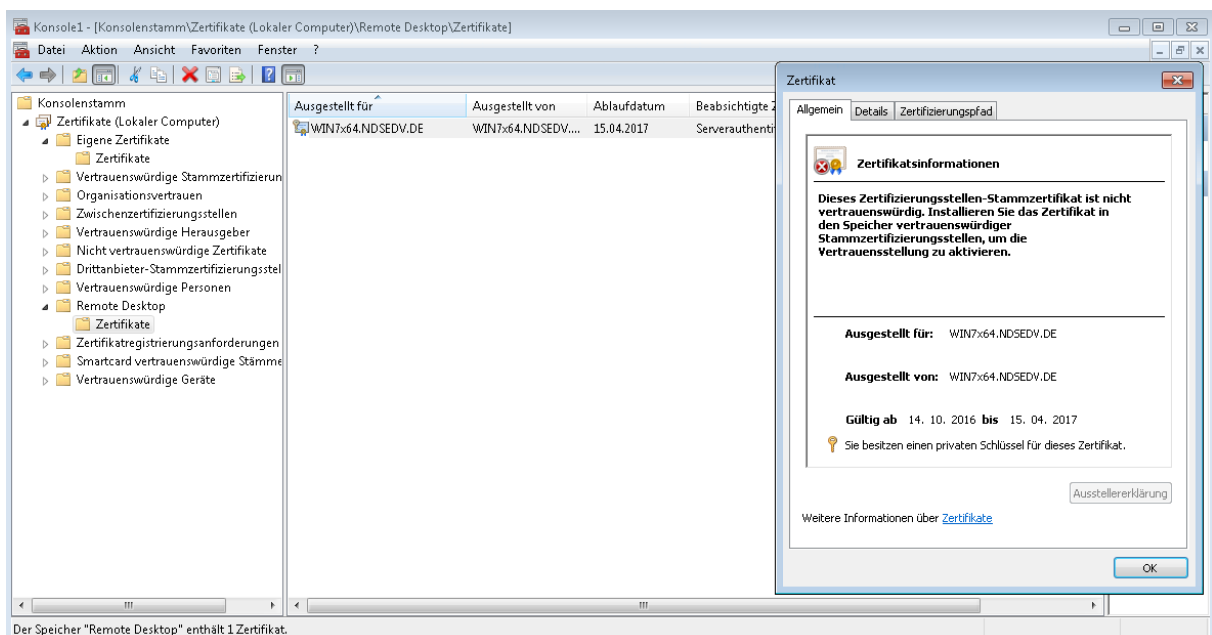 Konsole1 - [Konsolenstamm\Zertifikate (Lokaler Computer)\Remote Desktop\Zertifikate]
Datei Aktion Ansicht Favoriten Fenster ?
Konsolenstamm
Zertifikate (Lokaler Computer)
Eigene Zertifikate
Zertifikate
Vertrauenswürdige Stammzertifizierun
Organisationsvertrauen
Zwischenzertifizierungsstellen
Vertrauenswürdige Herausgeber
Nicht vertrauenswürdige Zertifikate
Drittanbieter-Stammzertifizierungsstel
Vertrauenswürdige Personen
Remote Desktop
Zertifikate
Zertifikatregistrierungsanforderungen
Smartcard vertrauenswürdige Stämme
Vertrauenswürdige Geräte
Ausgestellt für Ausgestellt von Ablaufdatum Beabsichtigte Z
WIN7x64.NDSEDV.DE WIN7x64.NDSEDV.... 15.04.2017 Serverauthenti
Zertifikat
Allgemein Details Zertifizierungspfad
Zertifikatsinformationen
Dieses Zertifizierungsstellen-Stammzertifikat ist nicht
vertrauenswürdig. Installieren Sie das Zertifikat in
den Speicher vertrauenswürdiger
Stammzertifizierungsstellen, um die
Vertrauensstellung zu aktivieren.
Ausgestellt für: WIN7x64.NDSEDV.DE
Ausgestellt von: WIN7x64.NDSEDV.DE
Gültig ab 14. 10. 2016 bis 15. 04. 2017
Sie besitzen einen privaten Schlüssel für dieses Zertifikat.
Ausstellererklärung
Weitere Informationen über Zertifikate
OK
Der Speicher "Remote Desktop" enthält 1 Zertifikat.